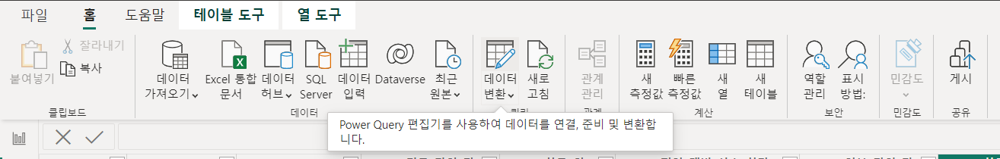 파일 홈 도움말 테이블 도구 열 도구
붙여넣기
잘라내기
복사
클립보드
데이터
가져오기
Excel 통합
문서
데이터
허브
SQL
Server
데이터
입력
Dataverse
최근
원본
데이터
데이터
변환
새로
고침
관계
관리
관계
새
측정값
빠른
측정값
새
열
새
테이블
계산
역할
관리
표시
방법:
보안
민감도
민감도
게시
공유
Power Query 편집기를 사용하여 데이터를 연결, 준비 및 변환합
니다.